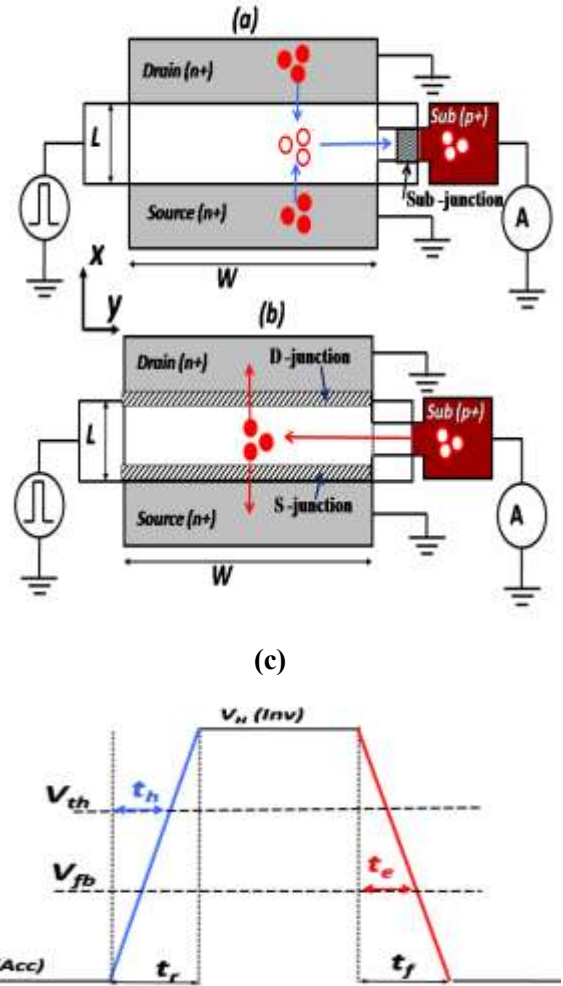 (a)
Drain (n+)
L
Sub (p+)
Sub -junction
Source (n+)
A
W
x
y
(b)
Drain (n+)
D -junction
L
Sub (p+)
S -junction
Source (n+)
A
W
(c)
V_H (Inv)
V_th
t_h
V_fb
t_e
Acc)
t_r
t_f